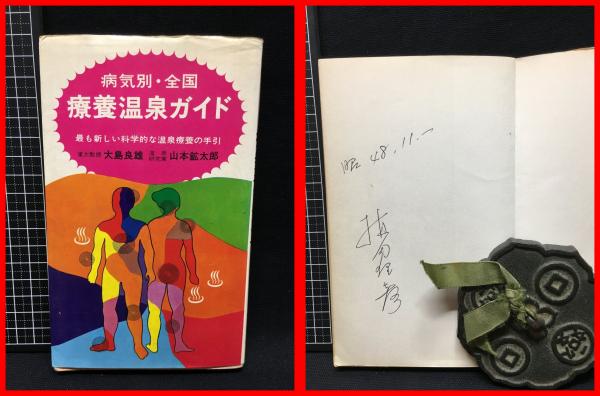 病気別・全国
療養温泉ガイド
最も新しい科学的な温泉療養の手引
東大教授 大島良雄 温泉研究家 山本鉱太郎
昭48.11.一